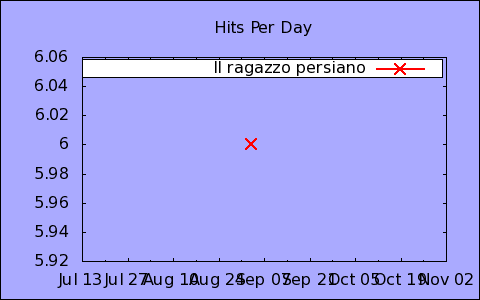 Hits Per Day
6.06
6.04
6.02
6
5.98
5.96
5.94
5.92
Il ragazzo persiano
Jul 13 Jul 27 Aug 10 Aug 24 Sep 07 Sep 21 Oct 05 Oct 19 Nov 02